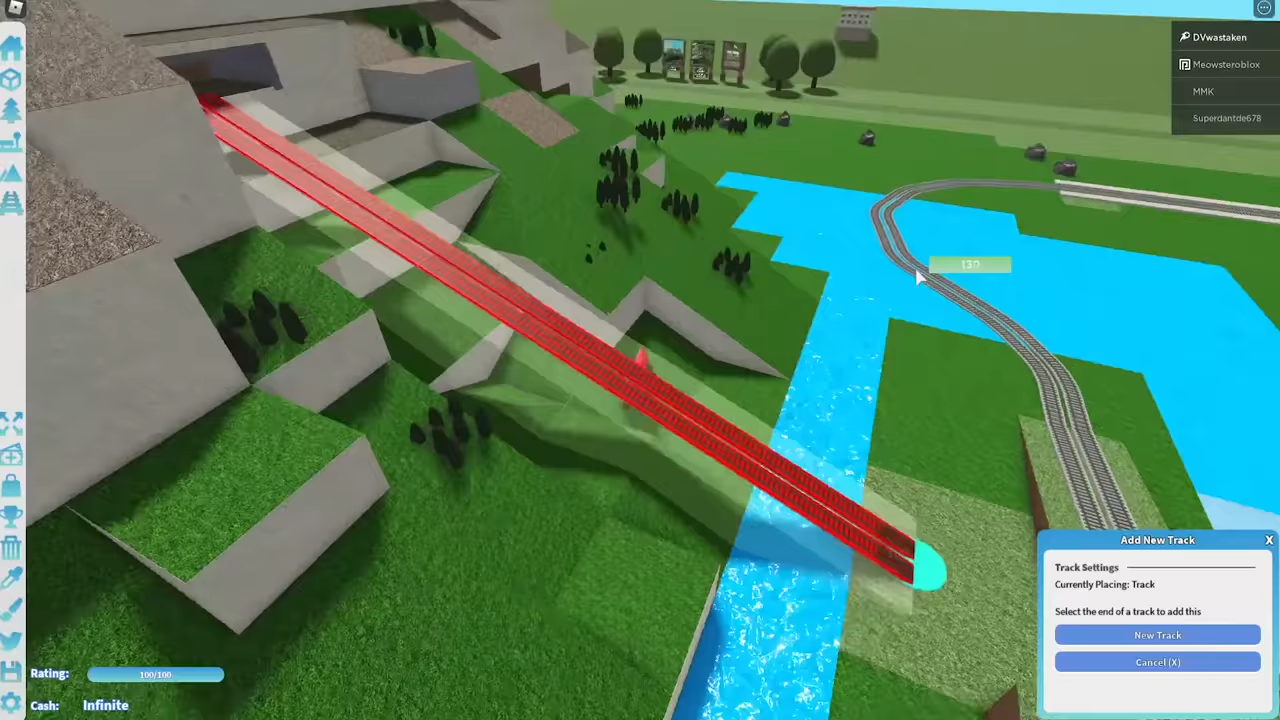 DVwastaken
Meowsteroblox
MMK
Superdantde678
Add New Track
X
Track Settings
Currently Placing: Track
Select the end of a track to add this
New Track
Cancel (X)
Rating:
100/100
Cash:
Infinite